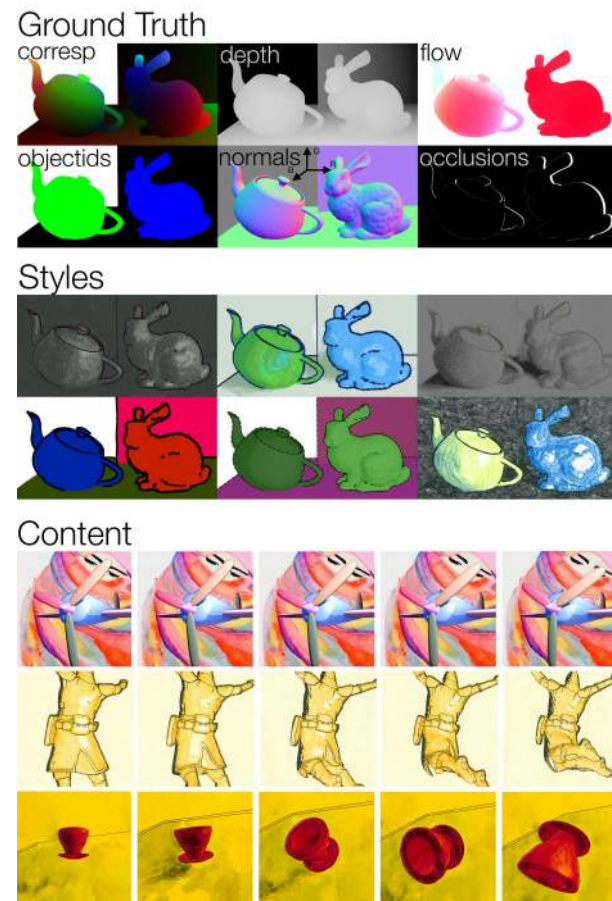 Ground Truth
corresp depth flow
objectids normals occlusions
G
B R
Styles
Content